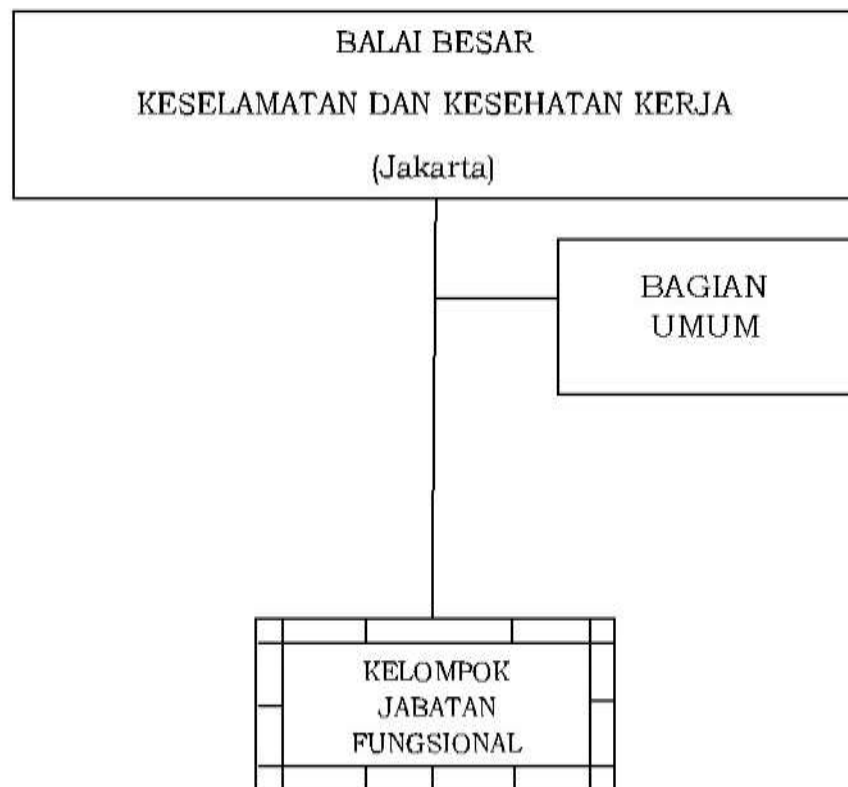 BALAI BESAR
KESELAMATAN DAN KESEHATAN KERJA
(Jakarta)
BAGIAN
UMUM
KELOMPOK
JABATAN
FUNGSIONAL